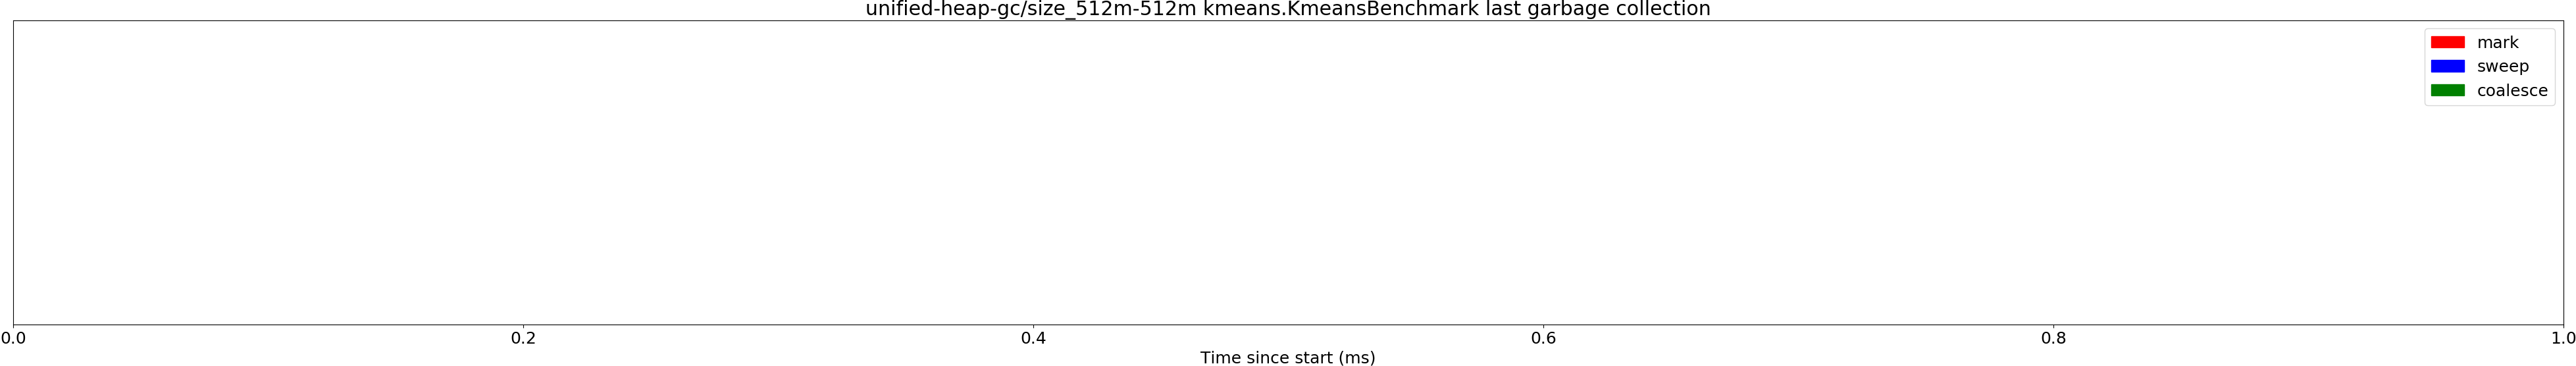 unified-heap-gc/size_512m-512m kmeans.KmeansBenchmark last garbage collection
mark
sweep
coalesce
0.0 0.2 0.4 0.6 0.8 1.0
Time since start (ms)